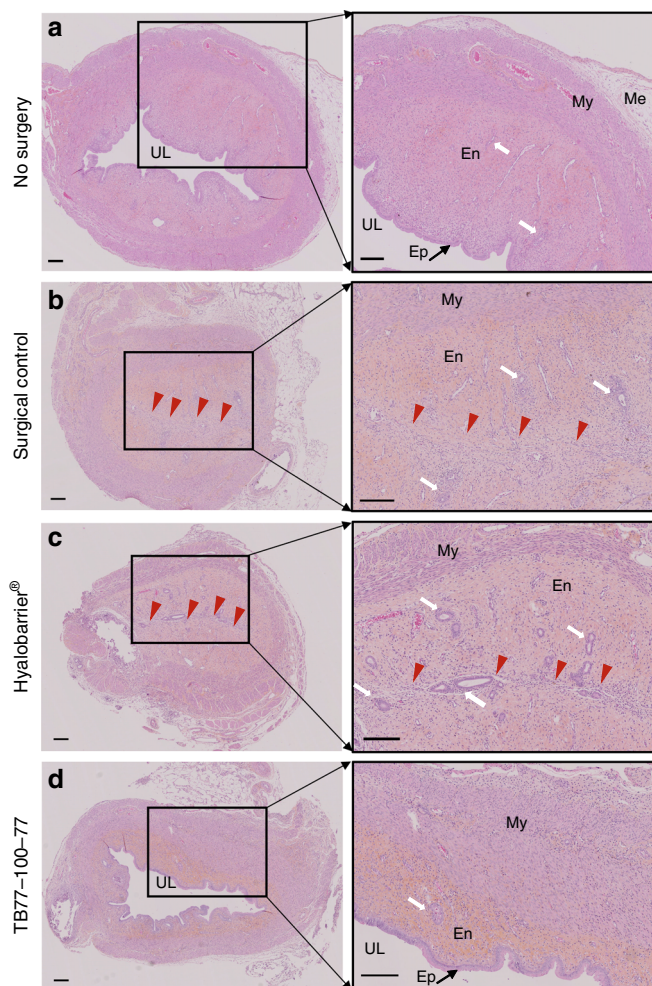 a
No surgery
UL
My
Me
En
UL
Ep
b
Surgical control
My
En
c
Hyalobarrier®
My
En
d
TB77–100–77
UL
My
En
UL
Ep